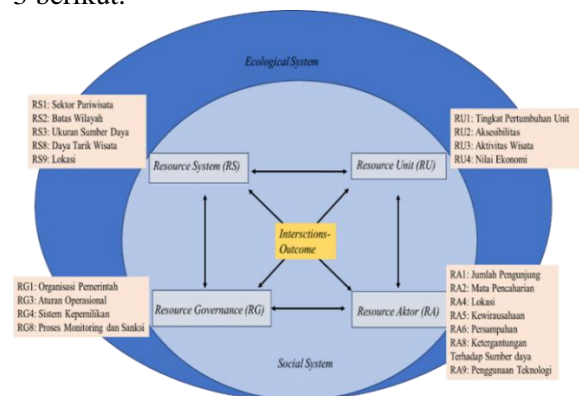 3 berikut.
Ecological System
RS1: Sektor Pariwisata
RS2: Batas Wilayah
RS3: Ukuran Sumber Daya
RS8: Daya Tarik Wisata
RS9: Lokasi
RU1: Tingkat Pertumbuhan Unit
RU2: Aksesibilitas
RU3: Aktivitas Wisata
RU4: Nilai Ekonomi
Resource System (RS)
Resource Unit (RU)
Intersctions-
Outcome
RG1: Organisasi Pemerintah
RG3: Aturan Operasional
RG4: Sistem Kepemilikan
RG8: Proses Monitoring dan Sanksi
Resource Governance (RG)
Resource Aktor (RA)
RA1: Jumlah Pengunjung
RA2: Mata Pencaharian
RA4: Lokasi
RA5: Kewirausahaan
RA6: Persampahan
RA8: Ketergantungan
Terhadap Sumber daya
RA9: Penggunaan Teknologi
Social System